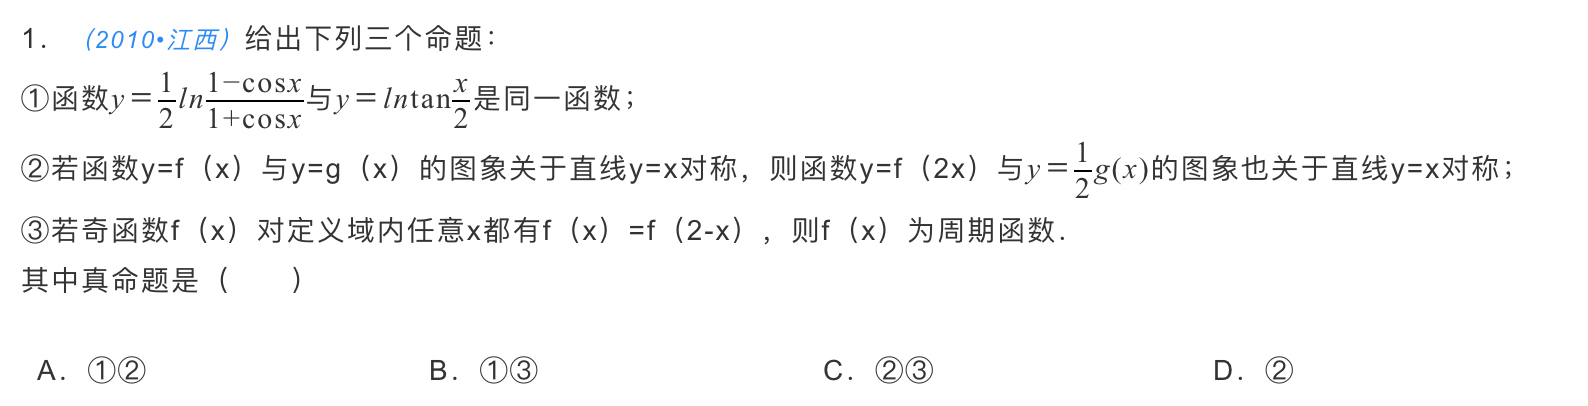 1. （2010•江西）给出下列三个命题：
①函数y=\frac{1}{2}ln\frac{1-cosx}{1+cosx}与y=lntan\frac{x}{2}是同一函数；
②若函数y=f（x）与y=g（x）的图象关于直线y=x对称，则函数y=f（2x）与y=\frac{1}{2}g(x)的图象也关于直线y=x对称；
③若奇函数f（x）对定义域内任意x都有f（x）=f（2-x），则f（x）为周期函数.
其中真命题是（　　）
A．①② B．①③ C．②③ D．②